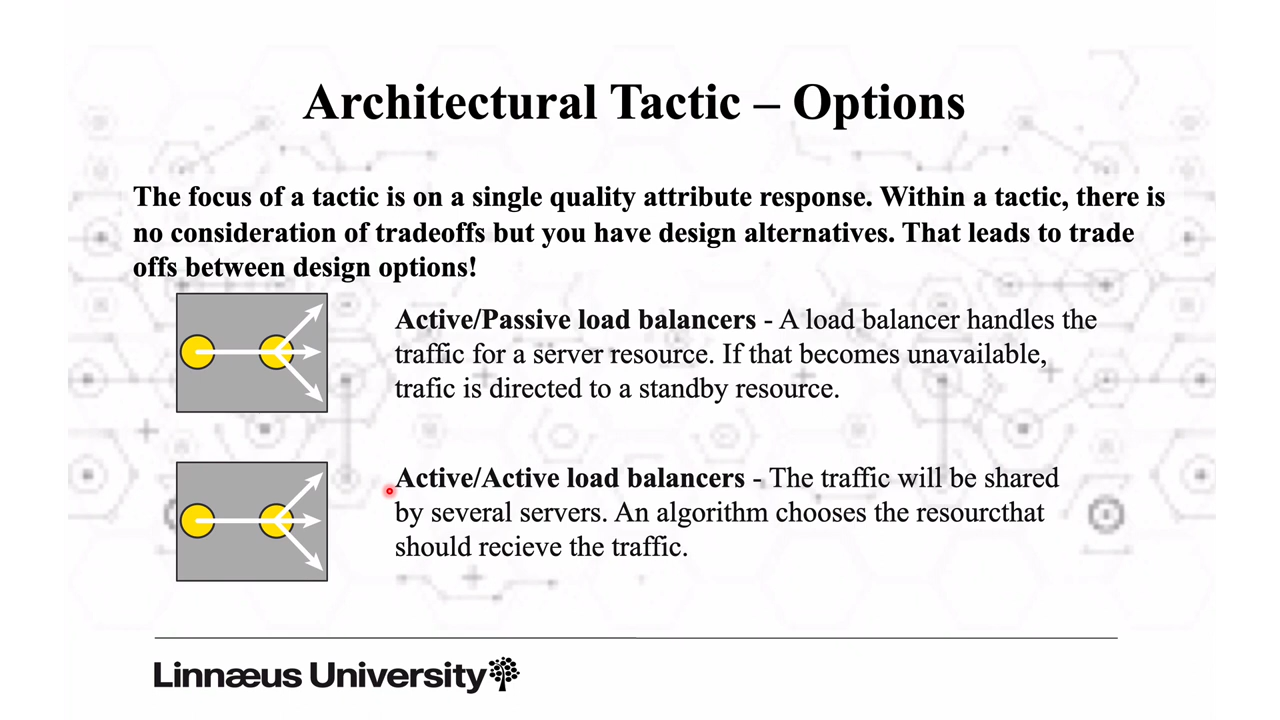 Architectural Tactic – Options
The focus of a tactic is on a single quality attribute response. Within a tactic, there is
no consideration of tradeoffs but you have design alternatives. That leads to trade
offs between design options!
Active/Passive load balancers - A load balancer handles the
traffic for a server resource. If that becomes unavailable,
trafic is directed to a standby resource.
Active/Active load balancers - The traffic will be shared
by several servers. An algorithm chooses the resourcthat
should recieve the traffic.
Linnæus University